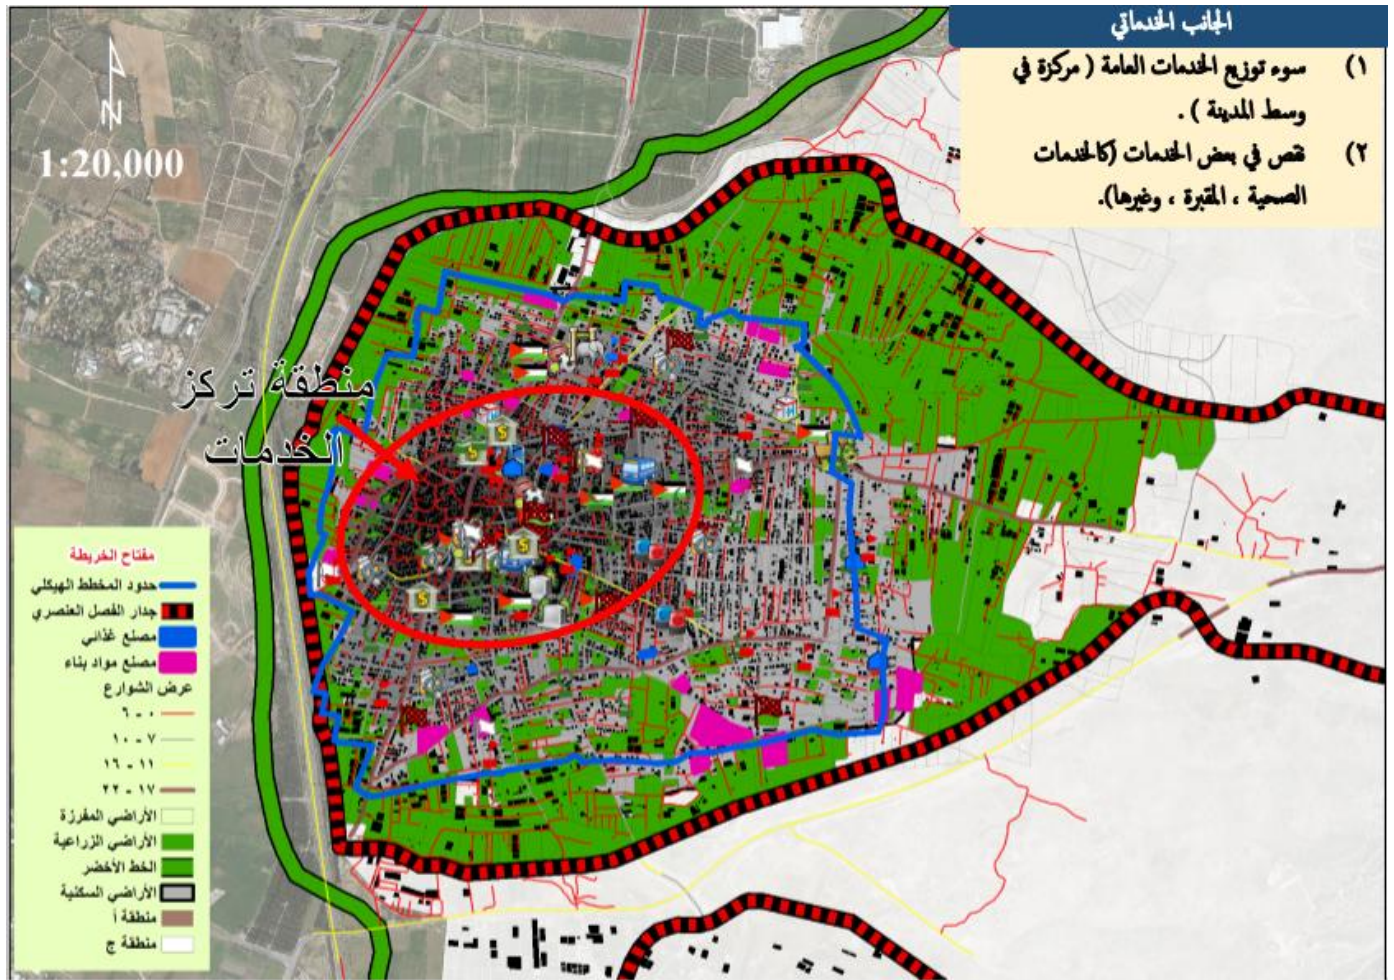 الجانب الخدماتي
١) سوء توزيع الخدمات العامة ( مركزة في
وسط المدينة ) .
٢) نقص في بعض الخدمات (كالخدمات
الصحية ، المقبرة ، وغيرها).
N
1:20,000
منطقة تركز
الخدمات
مفتاح الخريطة
حدود المخطط الهيكلي
جدار الفصل العنصري
مصنع غذائي
مصنع مواد بناء
عرض الشوارع
٠ - ٦
٧ - ١٠
١١ - ١٦
١٧ - ٢٢
الأراضي المفرزة
الأراضي الزراعية
الخط الأخضر
الأراضي السكنية
منطقة أ
منطقة ج